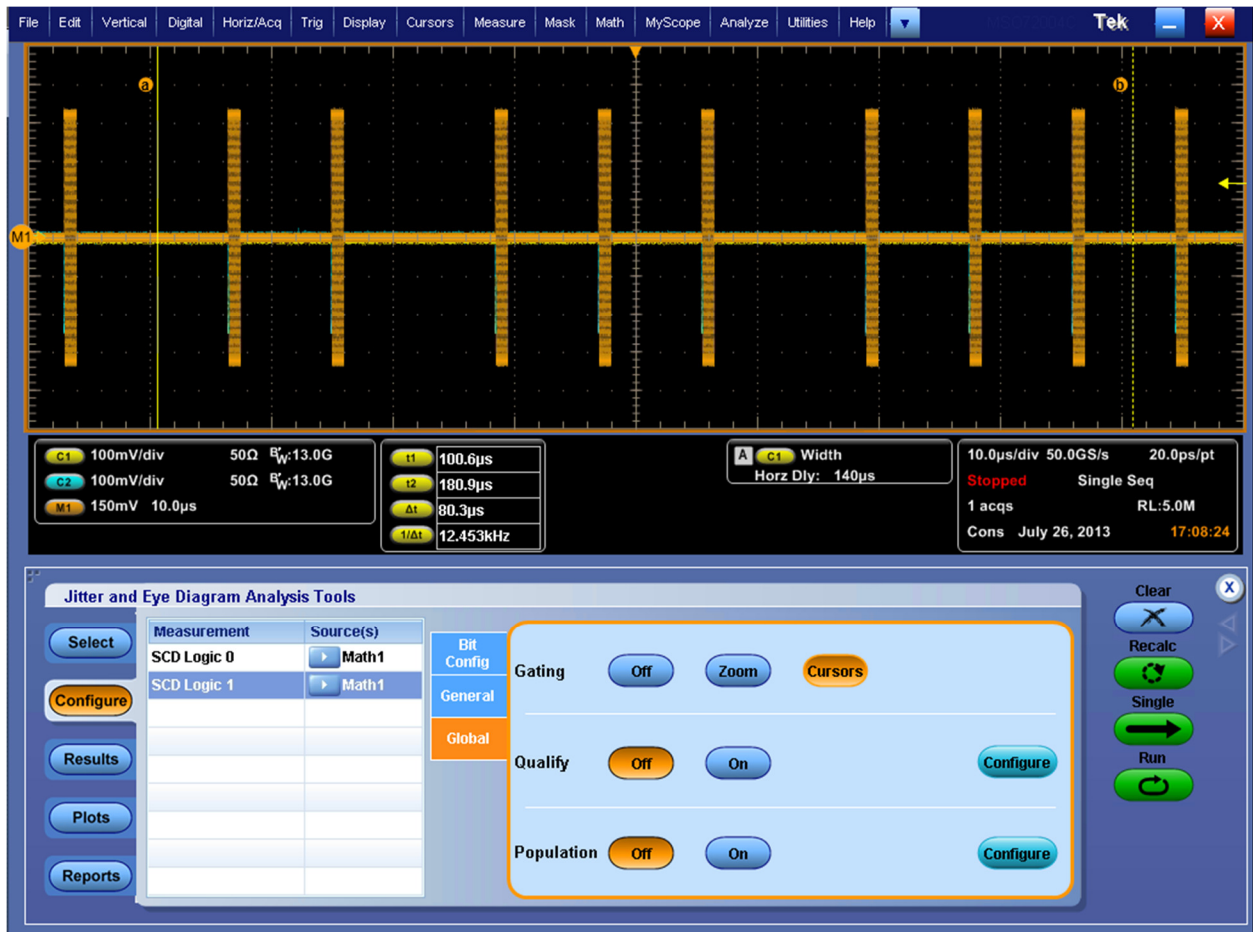 File Edit Vertical Digital Horiz/Acq Trig Display Cursors Measure Mask Math MyScope Analyze Utilities Help Tek X
a b
M1
C1 100mV/div 50Ω BW:13.0G
C2 100mV/div 50Ω BW:13.0G
M1 150mV 10.0µs
t1 100.6µs
t2 180.9µs
Δt 80.3µs
1/Δt 12.453kHz
A C1 Width
Horz Dly: 140µs
10.0µs/div 50.0GS/s 20.0ps/pt
Stopped Single Seq
1 acqs RL:5.0M
Cons July 26, 2013 17:08:24
Jitter and Eye Diagram Analysis Tools
X
Select
Configure
Results
Plots
Reports
Measurement Source(s)
SCD Logic 0 Math1
SCD Logic 1 Math1
Bit
Config
General
Global
Gating Off Zoom Cursors
Qualify Off On Configure
Population Off On Configure
Clear
Recalc
Single
Run